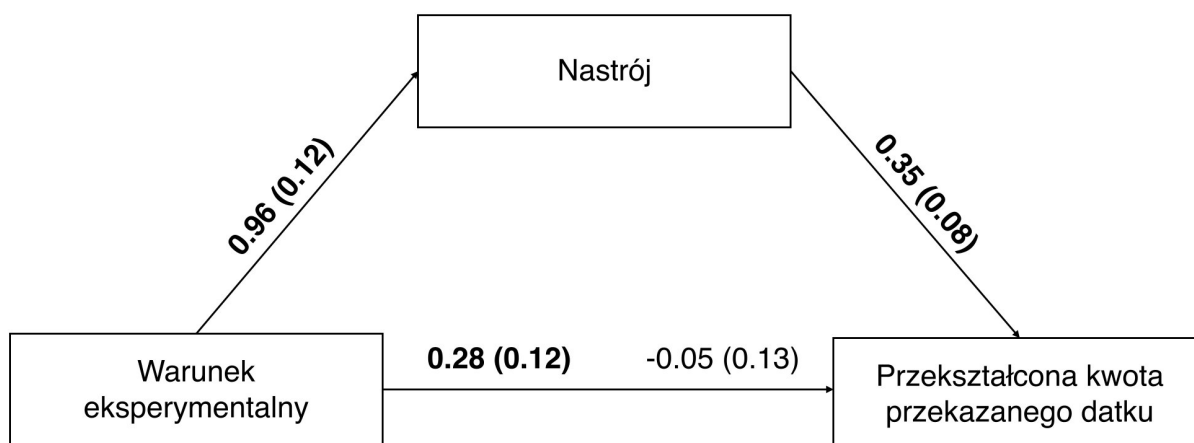 Nastrój
0.96 (0.12)
0.35 (0.08)
Warunek
eksperymentalny
0.28 (0.12)
-0.05 (0.13)
Przekształcona kwota
przekazanego datku